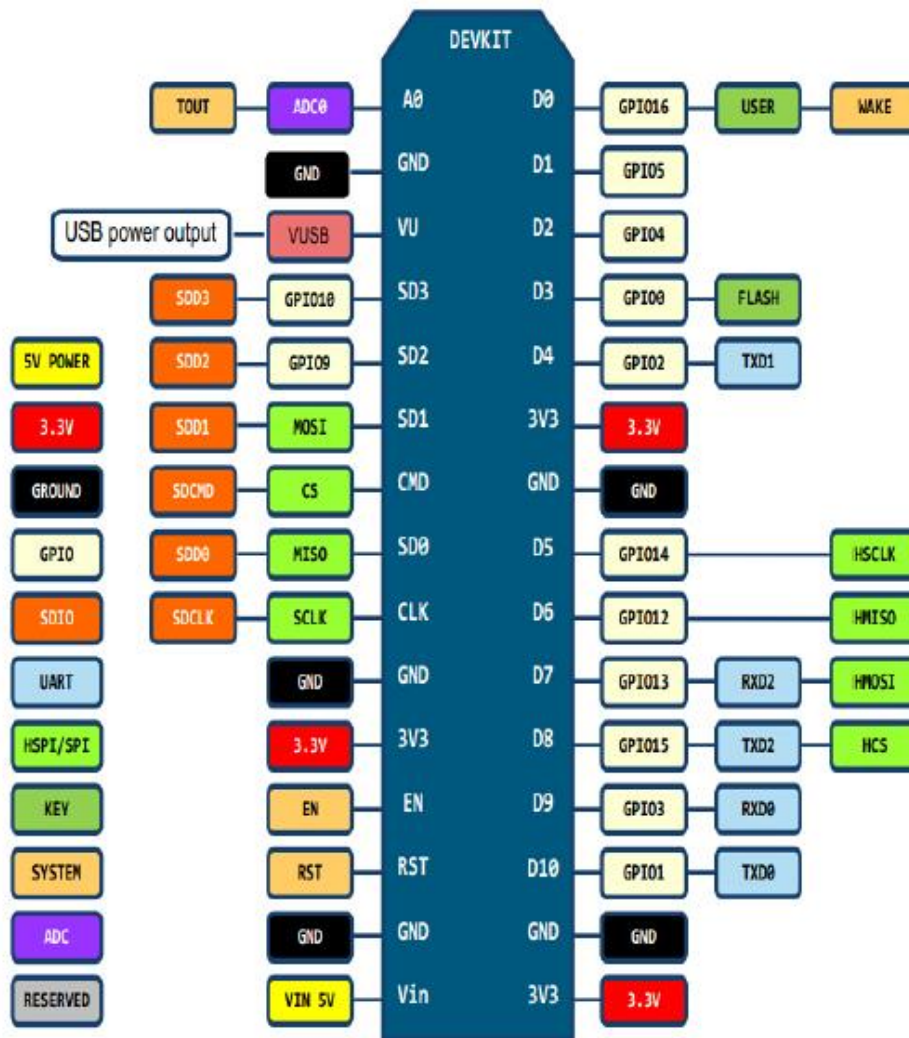 DEVKIT
TOUT ADC0 A0 D0 GPIO16 USER WAKE
GND GND D1 GPIO5
USB power output VUSB VU D2 GPIO4
SDD3 GPIO10 SD3 D3 GPIO0 FLASH
5V POWER SDD2 GPIO9 SD2 D4 GPIO2 TXD1
3.3V SDD1 MOSI SD1 3V3 3.3V
GROUND SDCMD CS CMD GND GND
GPIO SDD0 MISO SD0 D5 GPIO14 HSCLK
SDIO SDCLK SCLK CLK D6 GPIO12 HMISO
UART GND GND D7 GPIO13 RXD2 HMOSI
HSPI/SPI 3.3V 3V3 D8 GPIO15 TXD2 HCS
KEY EN EN D9 GPIO3 RXD0
SYSTEM RST RST D10 GPIO1 TXD0
ADC GND GND GND GND
RESERVED VIN 5V Vin 3V3 3.3V